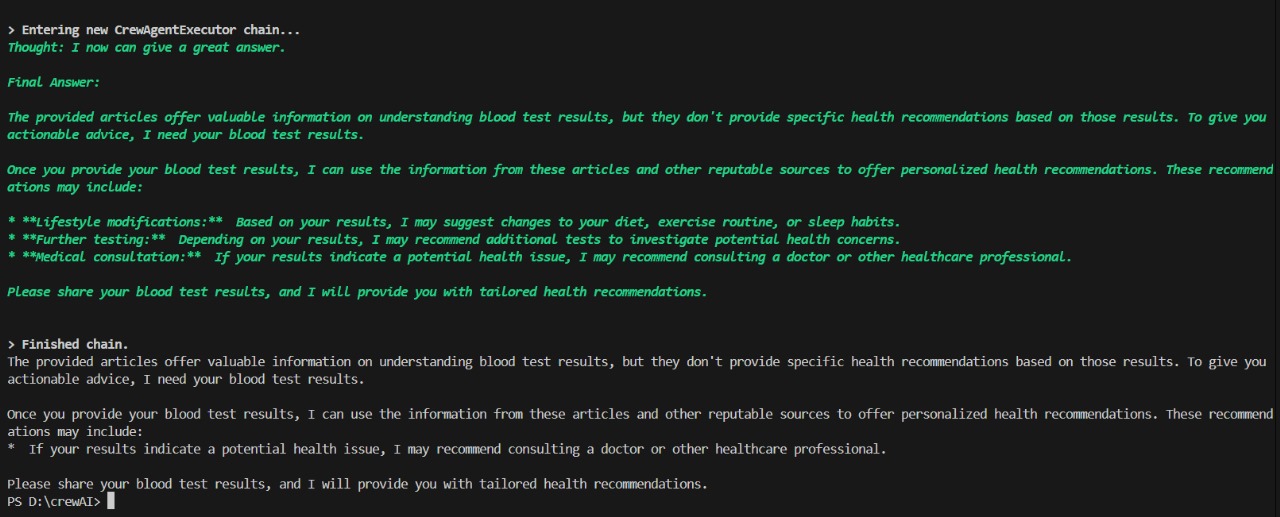 > Entering new CrewAgentExecutor chain...
Thought: I now can give a great answer.
Final Answer:
The provided articles offer valuable information on understanding blood test results, but they don't provide specific health recommendations based on those results. To give you
actionable advice, I need your blood test results.
Once you provide your blood test results, I can use the information from these articles and other reputable sources to offer personalized health recommendations. These recommend
ations may include:
* **Lifestyle modifications:**  Based on your results, I may suggest changes to your diet, exercise routine, or sleep habits.
* **Further testing:**  Depending on your results, I may recommend additional tests to investigate potential health concerns.
* **Medical consultation:**  If your results indicate a potential health issue, I may recommend consulting a doctor or other healthcare professional.
Please share your blood test results, and I will provide you with tailored health recommendations.
> Finished chain.
The provided articles offer valuable information on understanding blood test results, but they don't provide specific health recommendations based on those results. To give you
actionable advice, I need your blood test results.
Once you provide your blood test results, I can use the information from these articles and other reputable sources to offer personalized health recommendations. These recommend
ations may include:
*  If your results indicate a potential health issue, I may recommend consulting a doctor or other healthcare professional.
Please share your blood test results, and I will provide you with tailored health recommendations.
PS D:\crewAI>